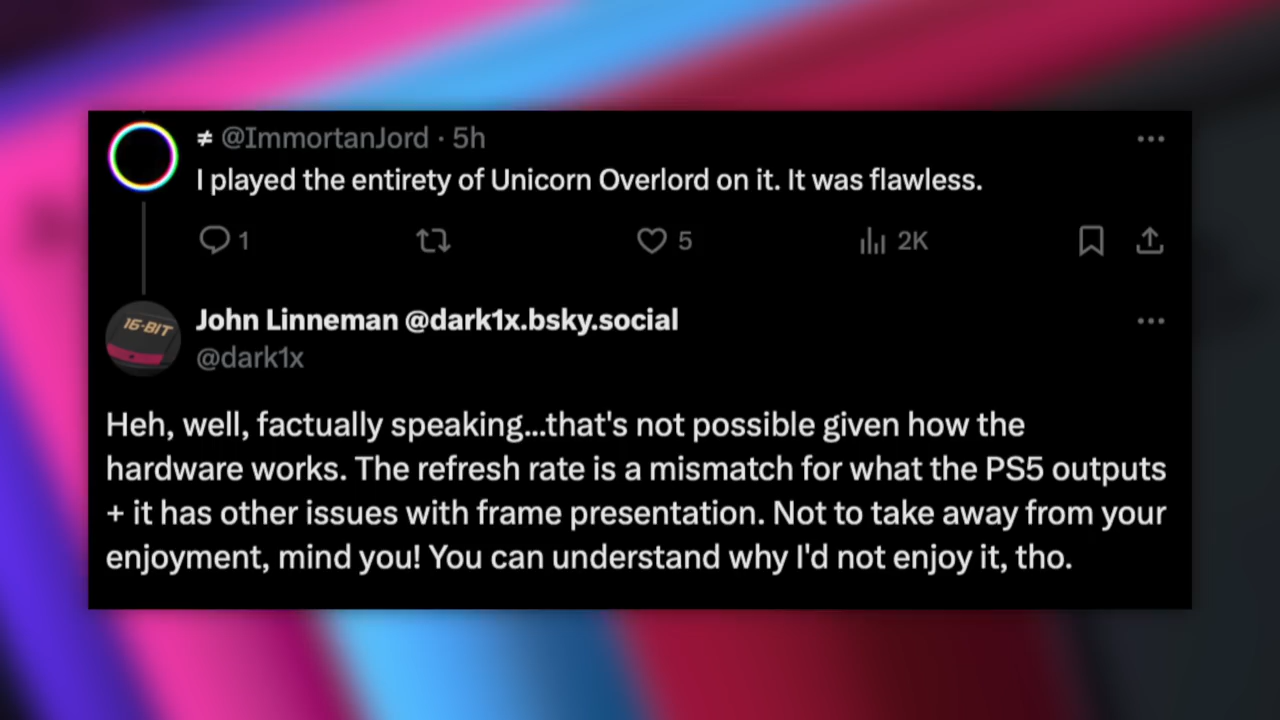 ≠ @ImmortanJord · 5h
I played the entirety of Unicorn Overlord on it. It was flawless.
1 5 2K
16-BIT
John Linneman @dark1x.bsky.social
@dark1x
Heh, well, factually speaking...that's not possible given how the
hardware works. The refresh rate is a mismatch for what the PS5 outputs
+ it has other issues with frame presentation. Not to take away from your
enjoyment, mind you! You can understand why I'd not enjoy it, tho.